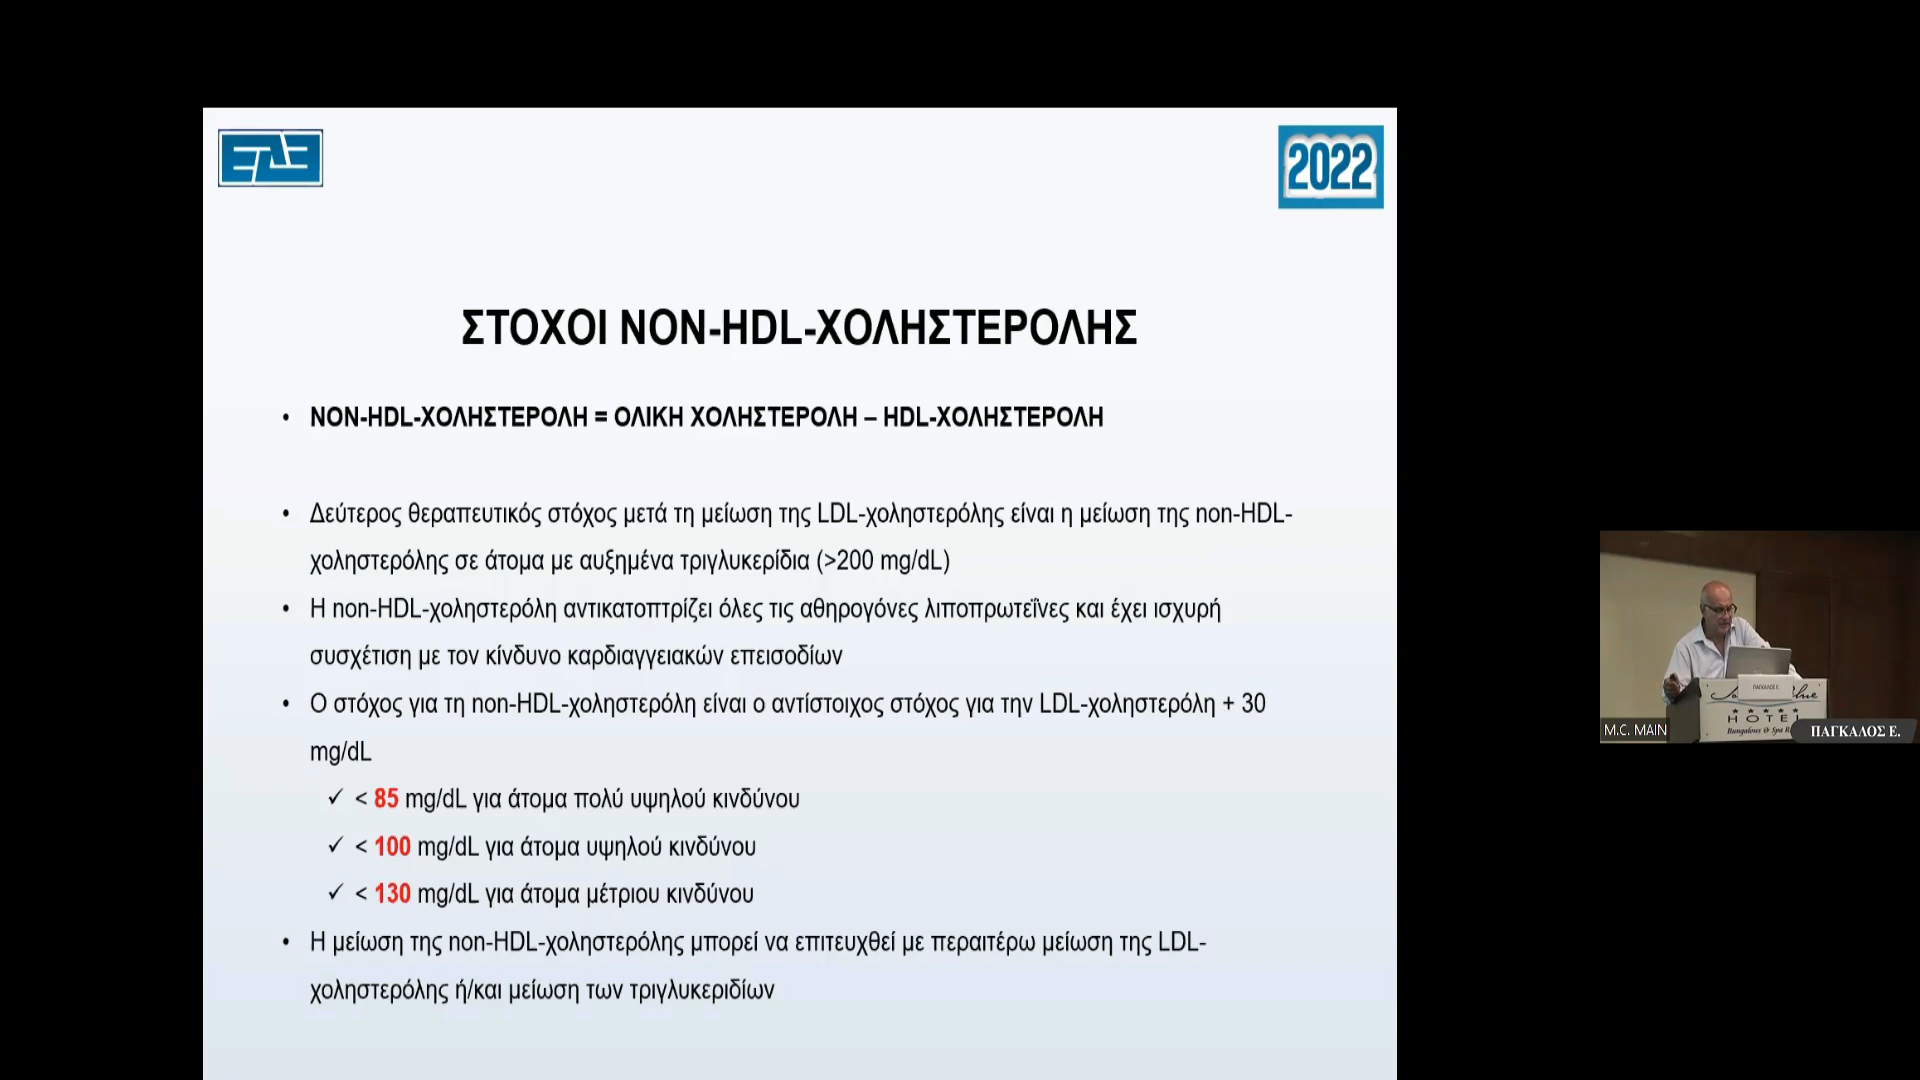 ΕΔΕ
2022
ΣΤΟΧΟΙ NON-HDL-ΧΟΛΗΣΤΕΡΟΛΗΣ
• NON-HDL-ΧΟΛΗΣΤΕΡΟΛΗ = ΟΛΙΚΗ ΧΟΛΗΣΤΕΡΟΛΗ – HDL-ΧΟΛΗΣΤΕΡΟΛΗ
• Δεύτερος θεραπευτικός στόχος μετά τη μείωση της LDL-χοληστερόλης είναι η μείωση της non-HDL-
χοληστερόλης σε άτομα με αυξημένα τριγλυκερίδια (>200 mg/dL)
• Η non-HDL-χοληστερόλη αντικατοπτρίζει όλες τις αθηρογόνες λιποπρωτεΐνες και έχει ισχυρή
συσχέτιση με τον κίνδυνο καρδιαγγειακών επεισοδίων
• Ο στόχος για τη non-HDL-χοληστερόλη είναι ο αντίστοιχος στόχος για την LDL-χοληστερόλη + 30
mg/dL
✓ < 85 mg/dL για άτομα πολύ υψηλού κινδύνου
✓ < 100 mg/dL για άτομα υψηλού κινδύνου
✓ < 130 mg/dL για άτομα μέτριου κινδύνου
• Η μείωση της non-HDL-χοληστερόλης μπορεί να επιτευχθεί με περαιτέρω μείωση της LDL-
χοληστερόλης ή/και μείωση των τριγλυκεριδίων
ΠΑΓΚΑΛΟΣ Ε.
HOTEL
Bungalows & Spa
M.C. MAIN
ΠΑΓΚΑΛΟΣ Ε.